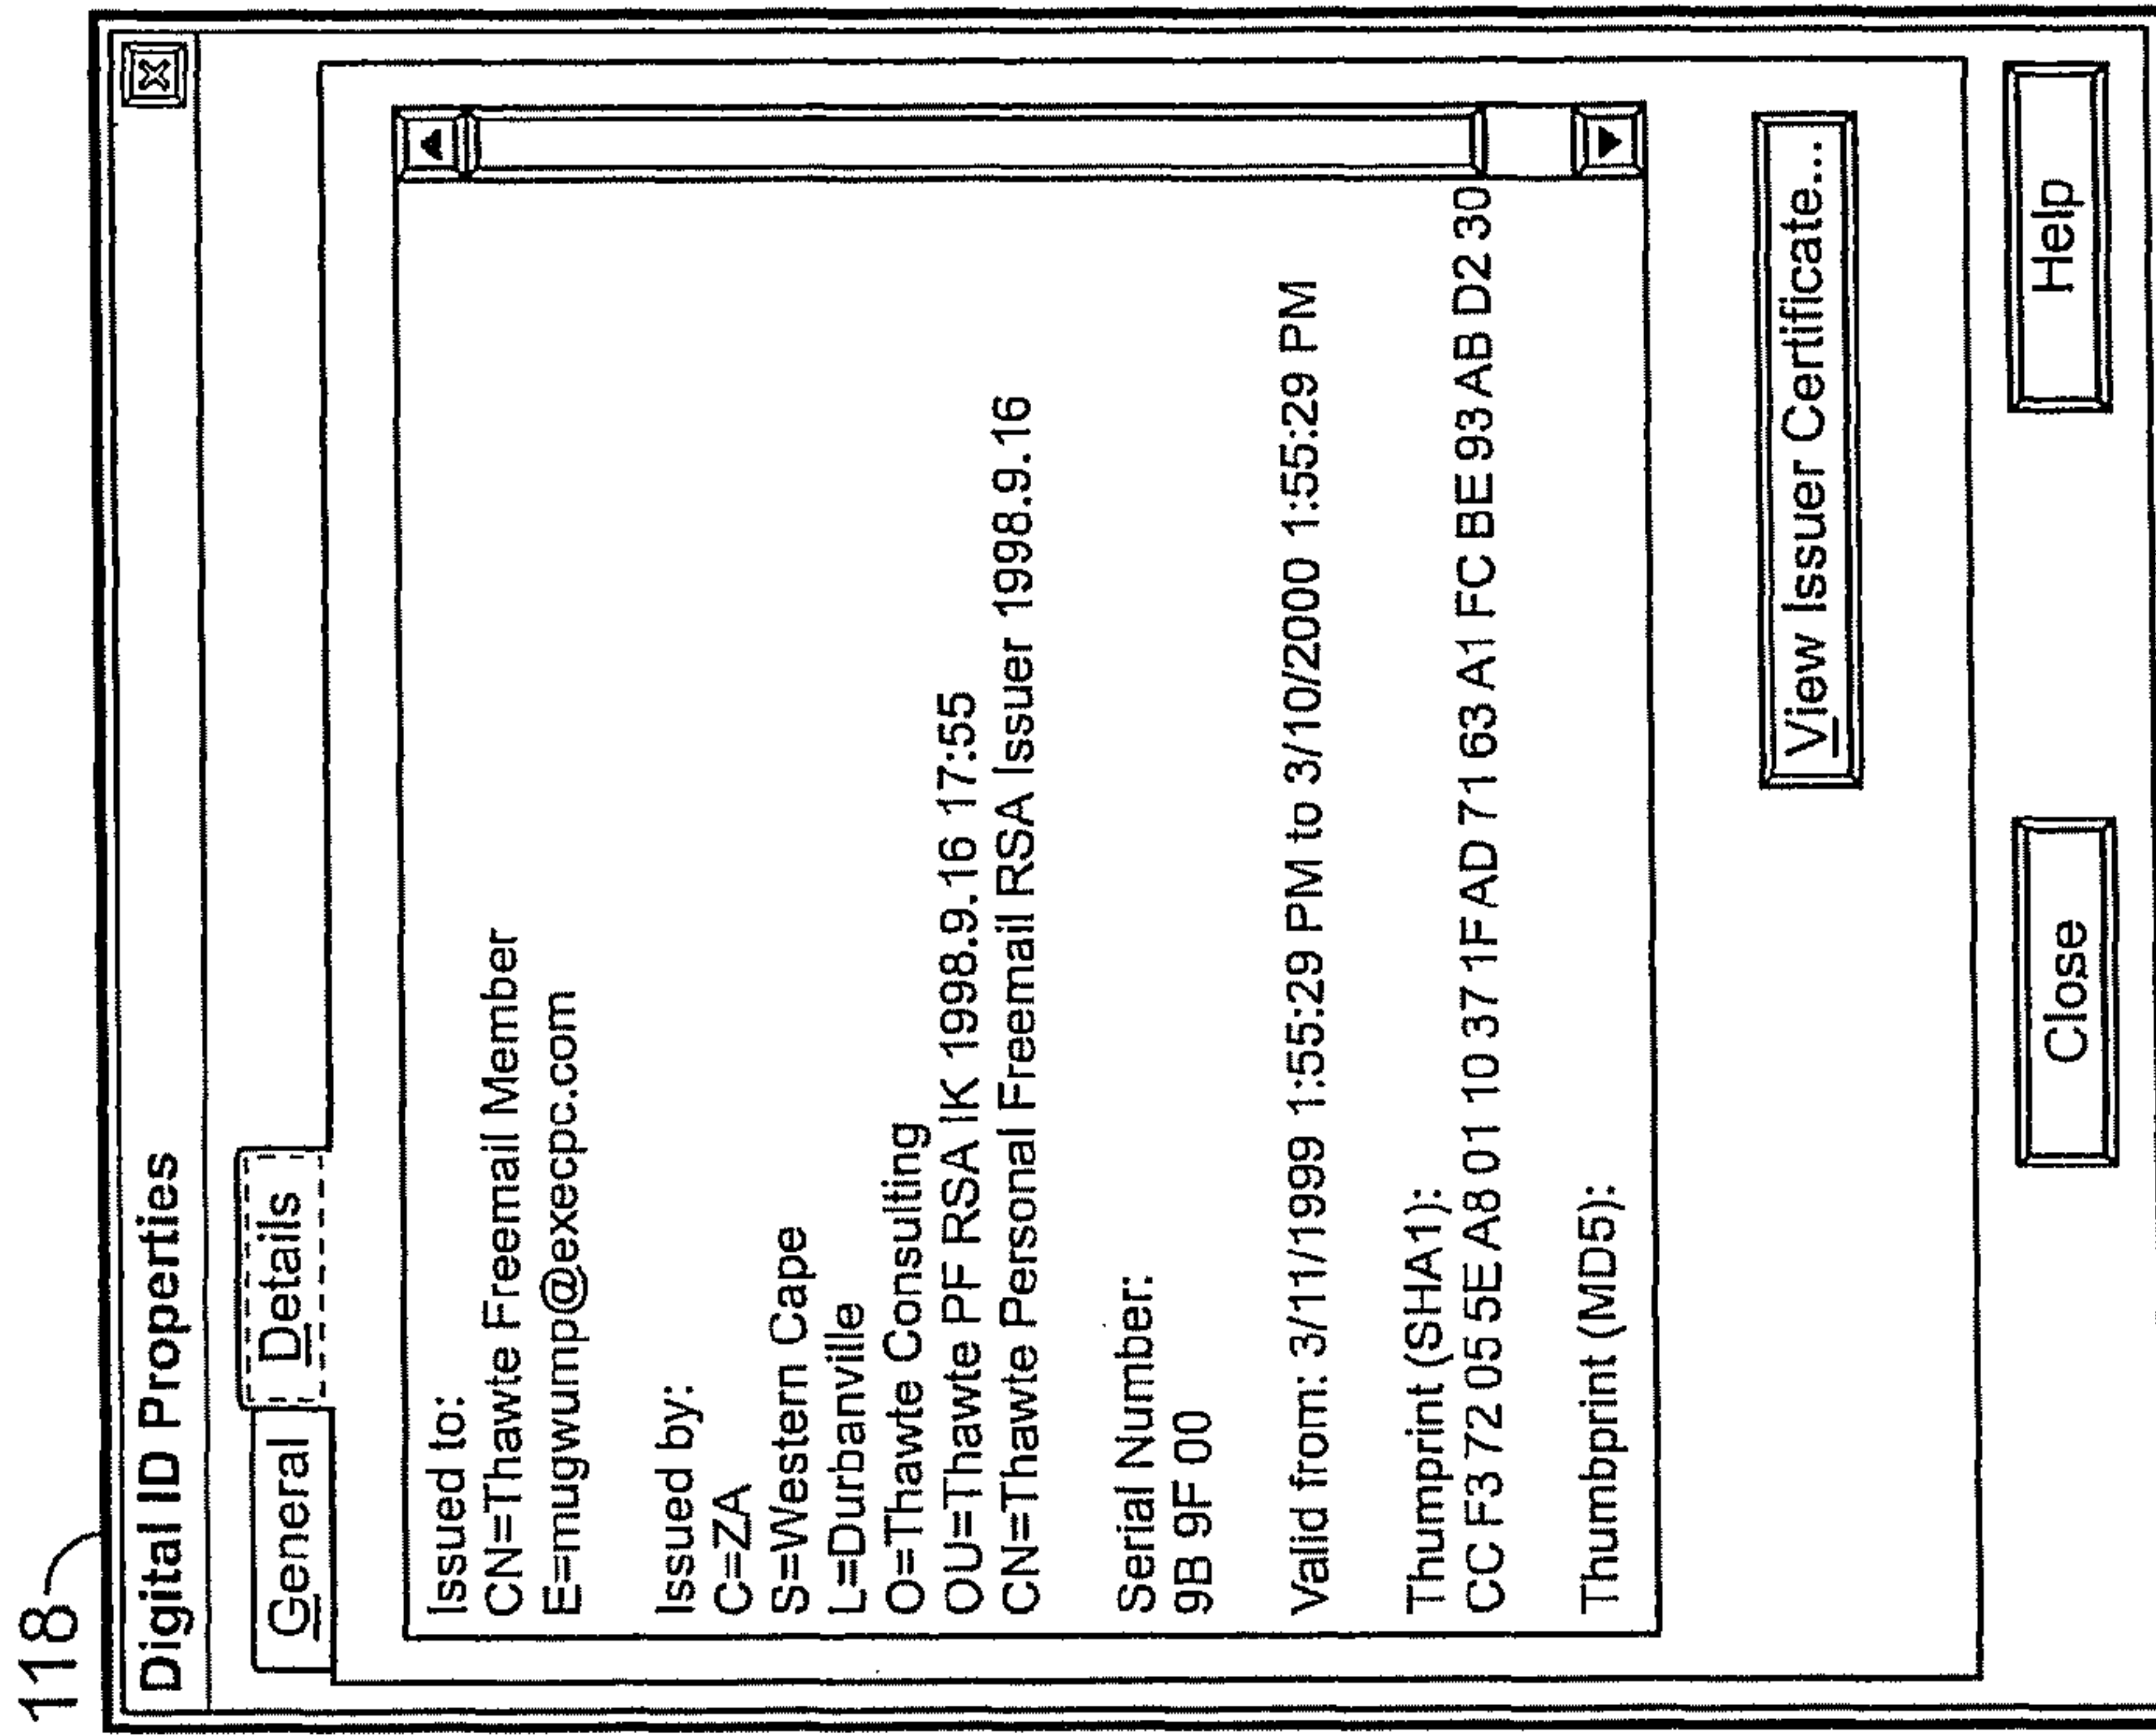 118
Digital ID Properties
General Details
Issued to:
CN=Thawte Freemail Member
E=mugwump@execpc.com
Issued by:
C=ZA
S=Western Cape
L=Durbanville
O=Thawte Consulting
OU=Thawte PF RSA IK 1998.9.16 17:55
CN=Thawte Personal Freemail RSA Issuer 1998.9.16
Serial Number:
9B 9F 00
Valid from: 3/11/1999 1:55:29 PM to 3/10/2000 1:55:29 PM
Thumprint (SHA1):
CC F3 72 05 5E A8 01 10 37 1F AD 71 63 A1 FC BE 93 AB D2 30
Thumbprint (MD5):
View Issuer Certificate...
Close Help